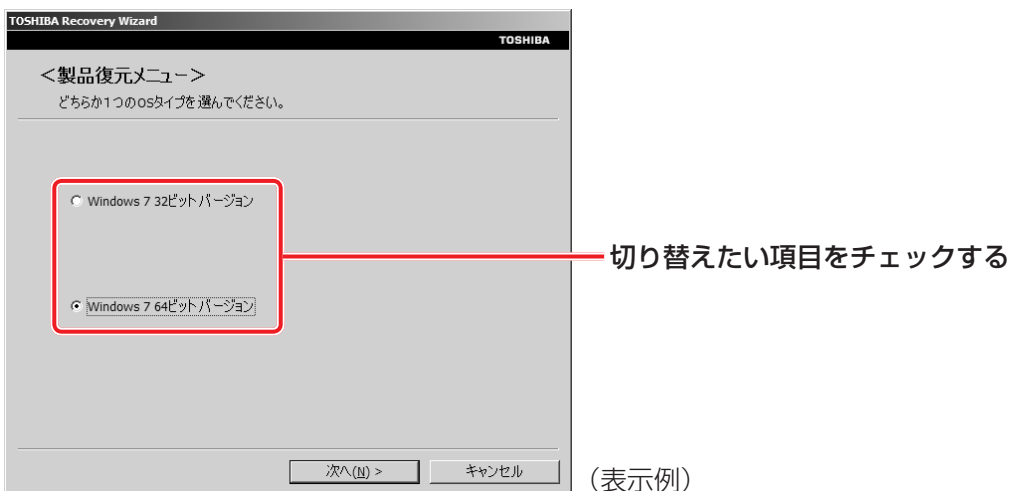 TOSHIBA Recovery Wizard
TOSHIBA
＜製品復元メニュー＞
どちらか1つのOSタイプを選んでください。
Windows 7 32ビットバージョン
切り替えたい項目をチェックする
Windows 7 64ビットバージョン
次へ(N) >
キャンセル
（表示例）